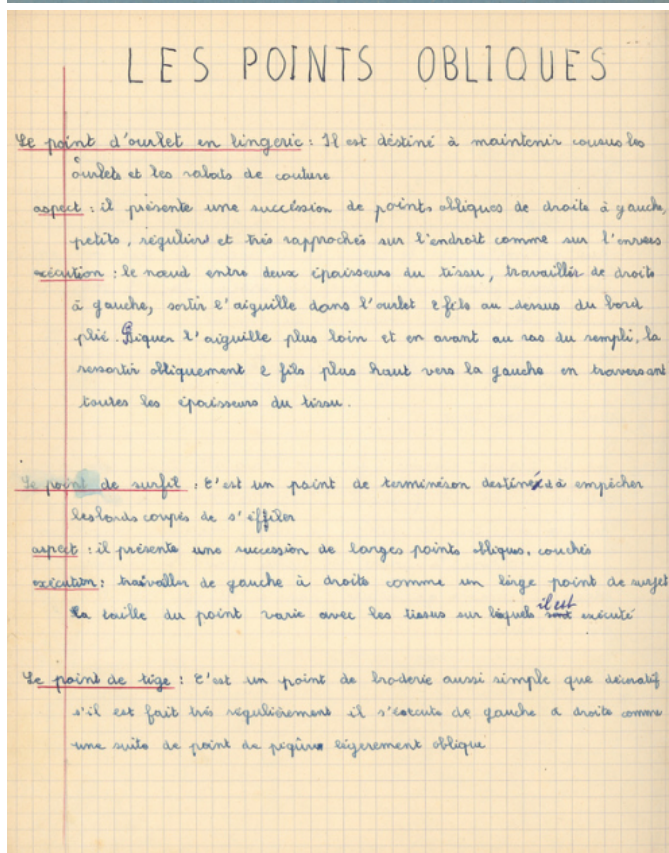 LES POINTS OBLIQUES
Le point d'ourlet en lingerie : Il est déstiné à maintenir cousus les
ourlets et les rabats de couture
aspect : il présente une succéssion de points obliques de droite à gauche,
petits, réguliers et très rapprochés sur l'endroit comme sur l'envers
exécution : le nœud entre deux épaisseurs du tissu, travailler de droite
à gauche, sortir l'aiguille dans l'ourlet 2 fils au dessus du bord
plié. Piquer l'aiguille plus loin et en avant au ras du rempli, la
ressortir obliquement 2 fils plus haut vers la gauche en traversant
toutes les épaisseurs du tissu.
Le point de surfil : C'est un point de terminéson destiné à empêcher
les bords coupés de s'éffiler
aspect : il présente une succession de larges points obliques, couchés
exécution : travailler de gauche à droite comme un large point de surjet
La taille du point varie avec les tissus sur léquels il est exécuté
Le point de tige : C'est un point de broderie aussi simple que décoratif
s'il est fait très régulièrement il s'éxécute de gauche à droite comme
une suite de point de piqûre légèrement oblique